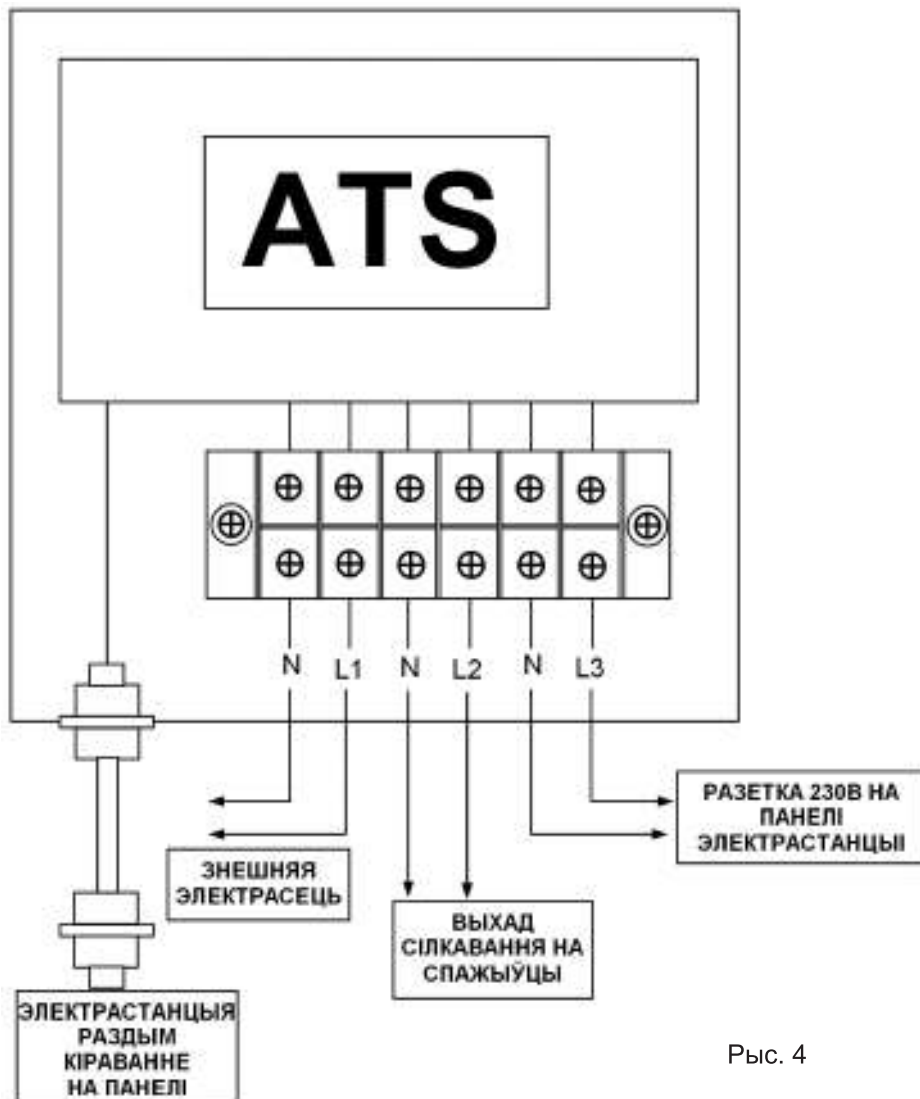 ATS
N L1 N L2 N L3
РАЗЕТКА 230В НА
ПАНЕЛІ
ЭЛЕКТРАСТАНЦЫІ
ЗНЕШНЯЯ
ЭЛЕКТРАСЕЦЬ
ВЫХАД
СІЛКАВАННЯ НА
СПАЖЫЎЦЫ
ЭЛЕКТРАСТАНЦЫЯ
РАЗДЫМ
КІРАВАННЕ
НА ПАНЕЛІ
Рыс. 4